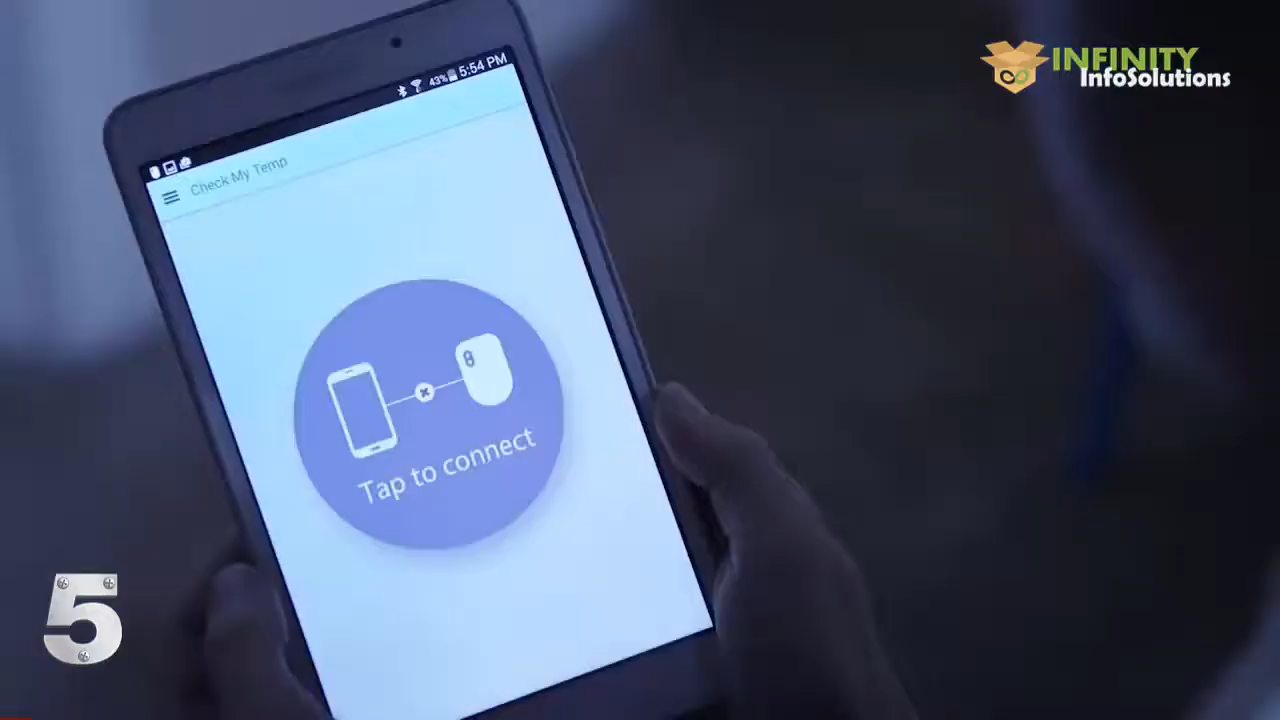 INFINITY
InfoSolutions
43% 5:54 PM
Check My Temp
Tap to connect
5